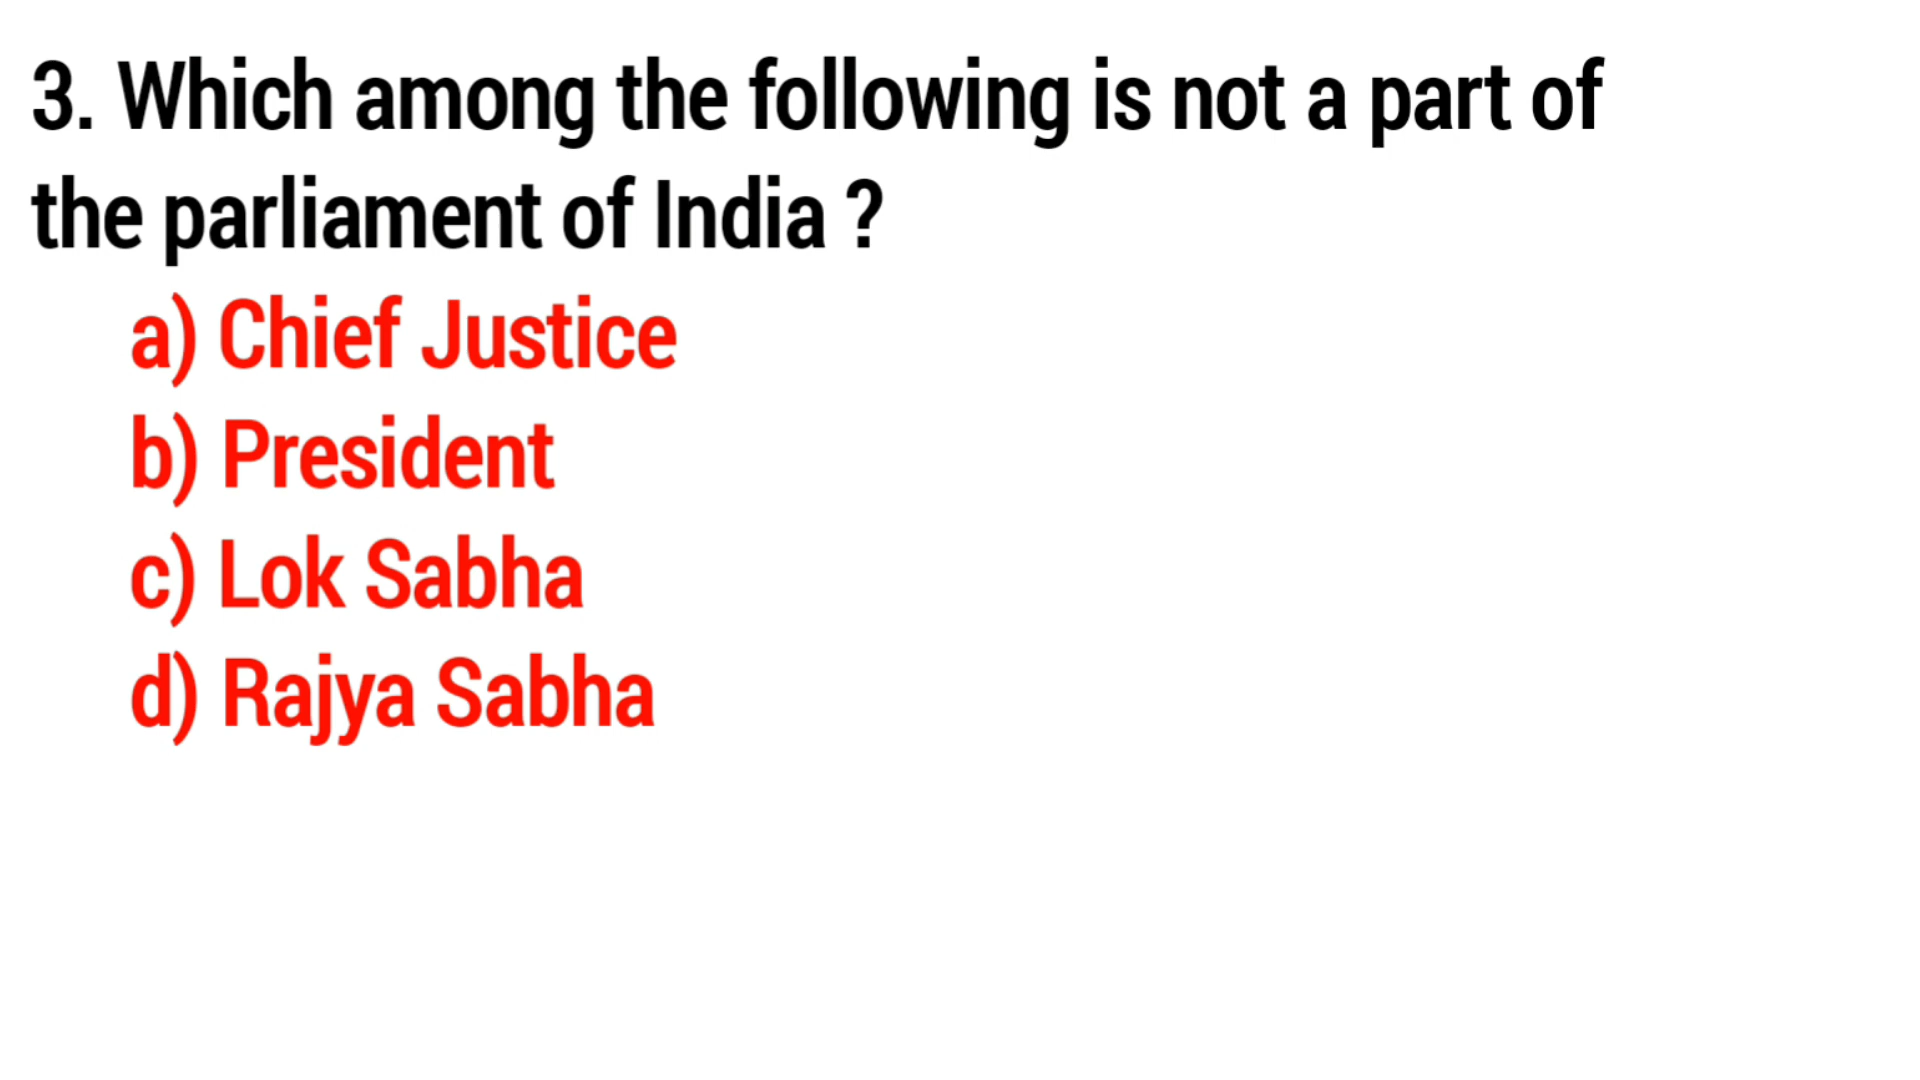 3. Which among the following is not a part of
the parliament of India ?
a) Chief Justice
b) President
c) Lok Sabha
d) Rajya Sabha